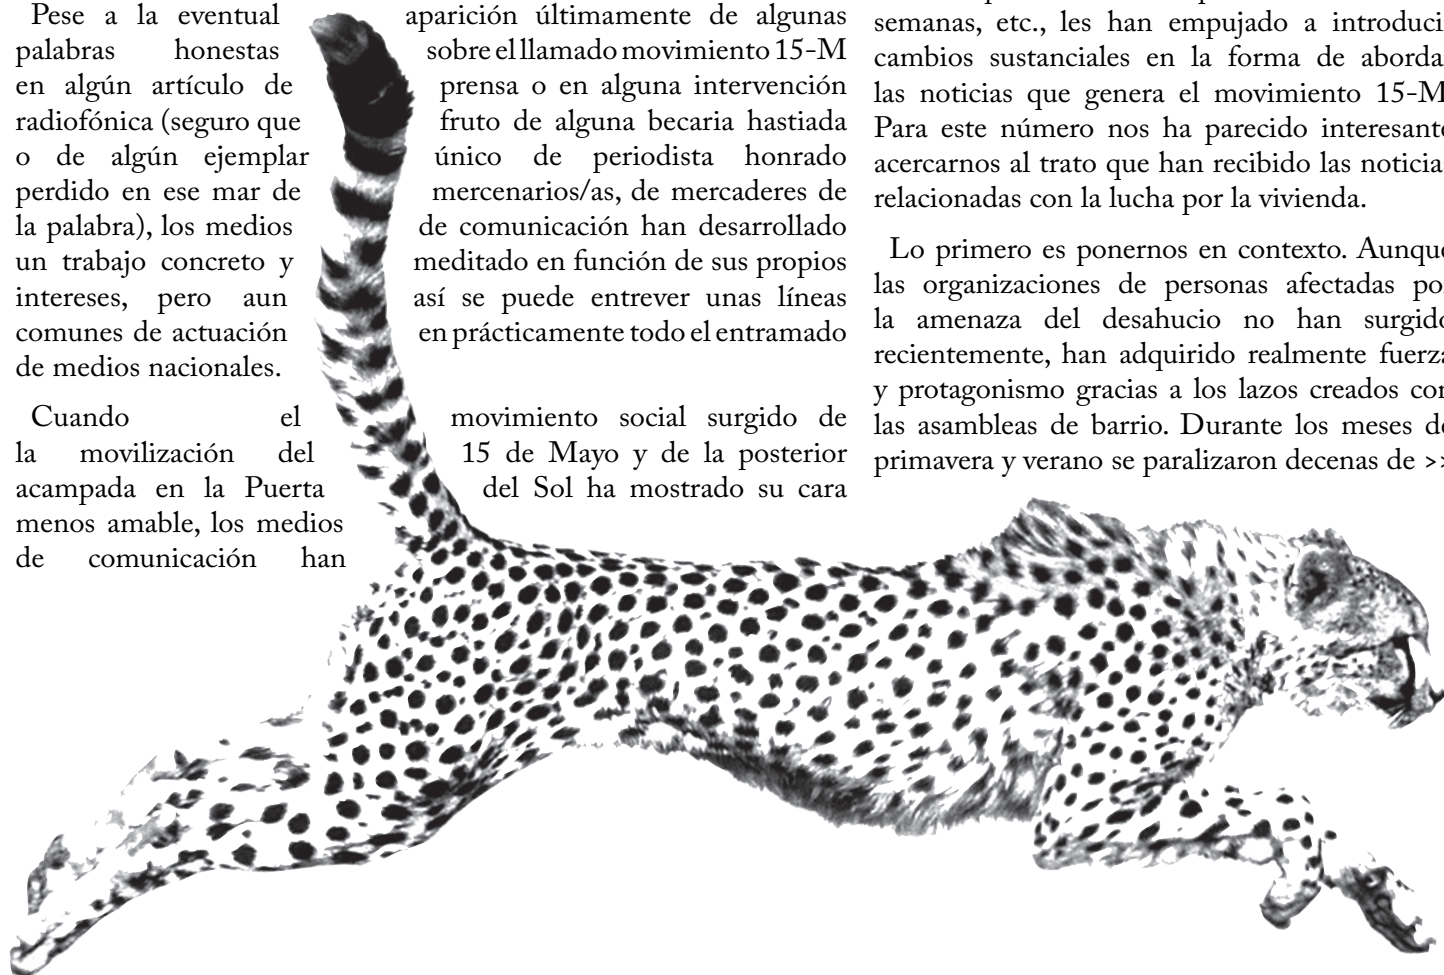 Pese a la eventual aparición últimamente de algunas
palabras honestas sobre el llamado movimiento 15-M
en algún artículo de prensa o en alguna intervención
radiofónica (seguro que fruto de alguna becaria hastiada
o de algún ejemplar único de periodista honrado
perdido en ese mar de mercenarios/as, de mercaderes de
la palabra), los medios de comunicación han desarrollado
un trabajo concreto y meditado en función de sus propios
intereses, pero aun así se puede entrever unas líneas
comunes de actuación en prácticamente todo el entramado
de medios nacionales.
Cuando el movimiento social surgido de
la movilización del 15 de Mayo y de la posterior
acampada en la Puerta del Sol ha mostrado su cara
menos amable, los medios
de comunicación han
semanas, etc., les han empujado a introducir
cambios sustanciales en la forma de abordar
las noticias que genera el movimiento 15-M
Para este número nos ha parecido interesante
acercarnos al trato que han recibido las noticias
relacionadas con la lucha por la vivienda.
Lo primero es ponernos en contexto. Aunque
las organizaciones de personas afectadas por
la amenaza del desahucio no han surgido
recientemente, han adquirido realmente fuerza
y protagonismo gracias a los lazos creados con
las asambleas de barrio. Durante los meses de
primavera y verano se paralizaron decenas de >>